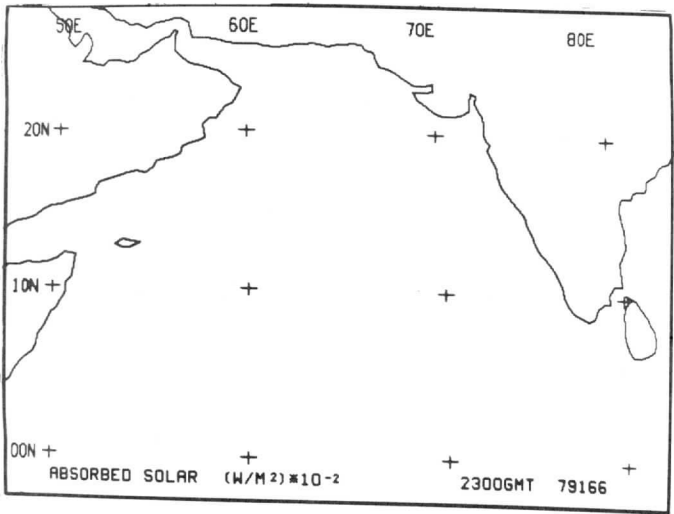 50E 60E 70E 80E
20N
10N
00N
ABSORBED SOLAR (W/M²)*10⁻² 2300GMT 79166